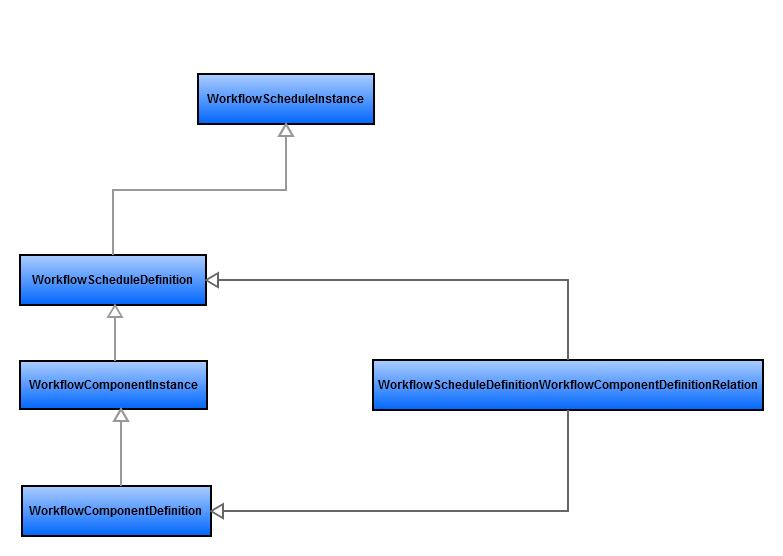 WorkflowScheduleInstance
WorkflowScheduleDefinition
WorkflowComponentInstance
WorkflowScheduleDefinitionWorkflowComponentDefinitionRelation
WorkflowComponentDefinition